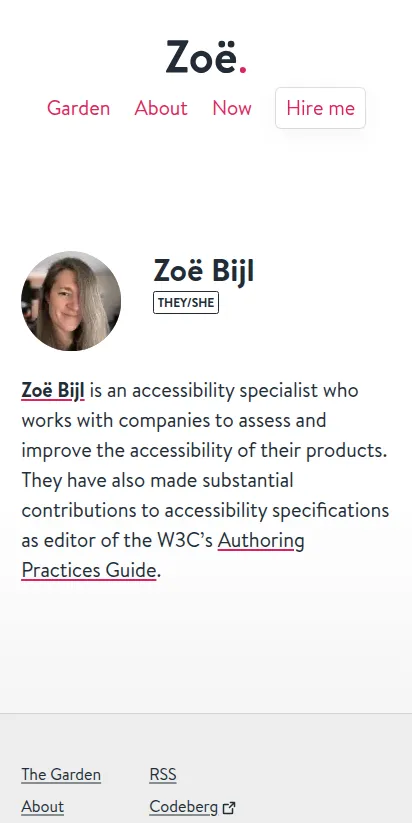 Zoë.
Garden About Now Hire me
Zoë Bijl
THEY/SHE
Zoë Bijl is an accessibility specialist who
works with companies to assess and
improve the accessibility of their products.
They have also made substantial
contributions to accessibility specifications
as editor of the W3C’s Authoring
Practices Guide.
The Garden RSS
About Codeberg